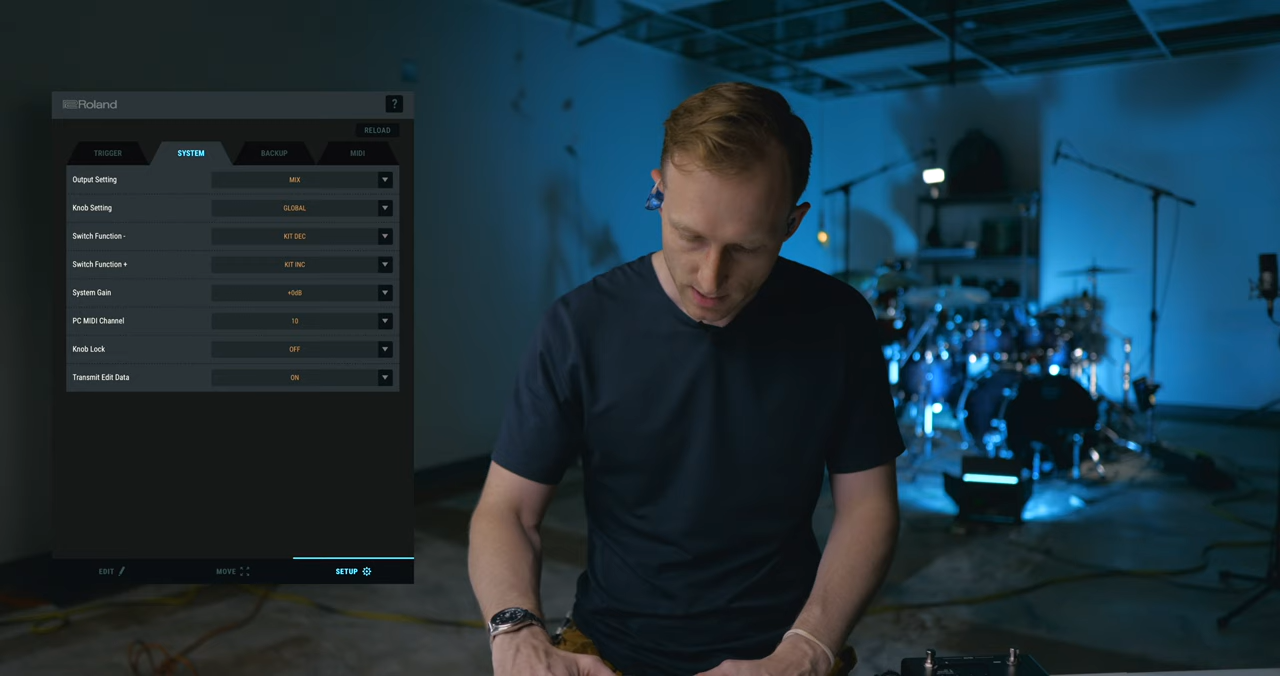 Roland
?
RELOAD
TRIGGER SYSTEM BACKUP MIDI
Output Setting MIX
Knob Setting GLOBAL
Switch Function - KIT DEC
Switch Function + KIT INC
System Gain +0dB
PC MIDI Channel 10
Knob Lock OFF
Transmit Edit Data ON
EDIT MOVE SETUP